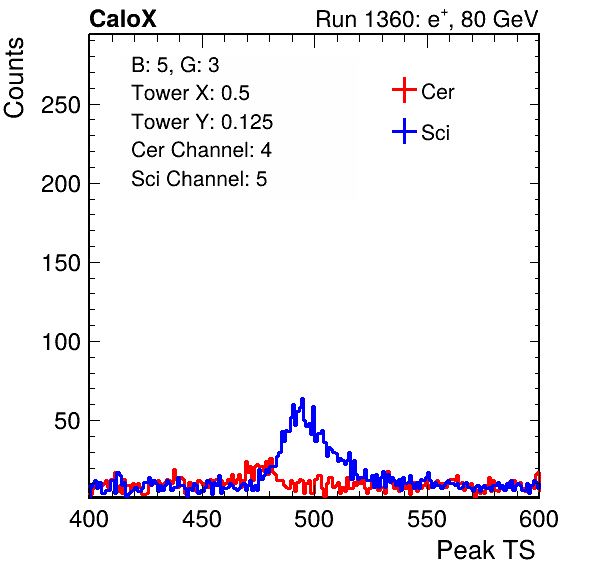 CaloX Run 1360: e⁺, 80 GeV
Counts
B: 5, G: 3
Tower X: 0.5
Tower Y: 0.125
Cer Channel: 4
Sci Channel: 5
Cer
Sci
250
200
150
100
50
400 450 500 550 600
Peak TS